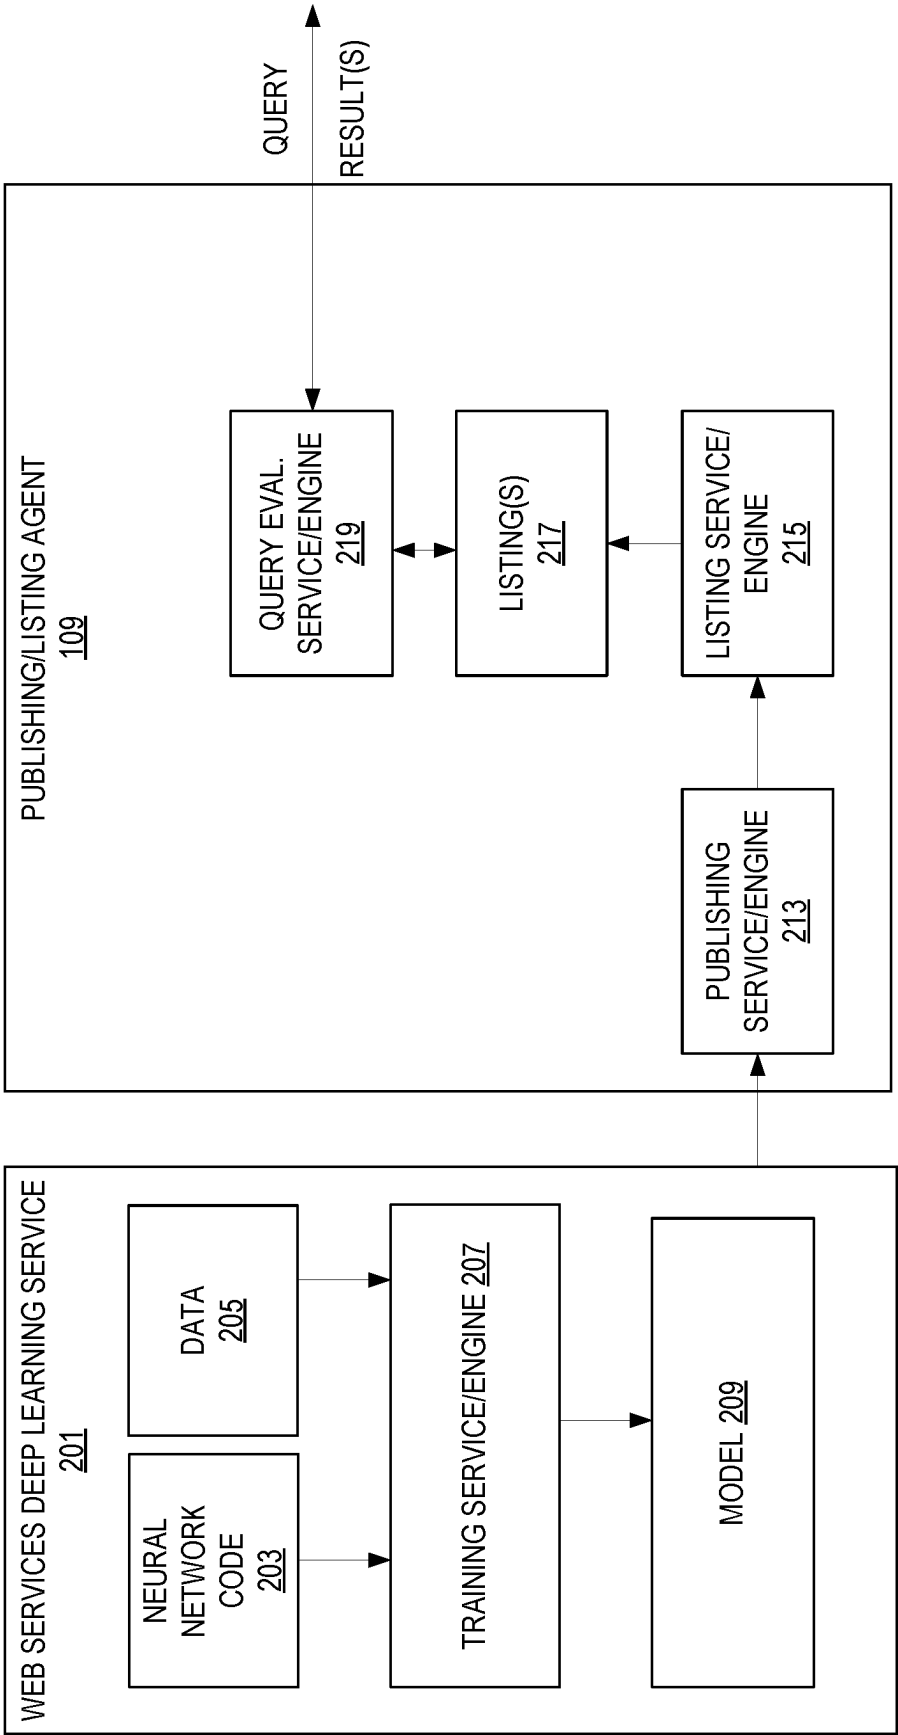 WEB SERVICES DEEP LEARNING SERVICE
201
NEURAL
NETWORK
CODE
203
DATA
205
TRAINING SERVICE/ENGINE 207
MODEL 209
PUBLISHING/LISTING AGENT
109
PUBLISHING
SERVICE/ENGINE
213
LISTING SERVICE/
ENGINE
215
LISTING(S)
217
QUERY EVAL.
SERVICE/ENGINE
219
QUERY
RESULT(S)